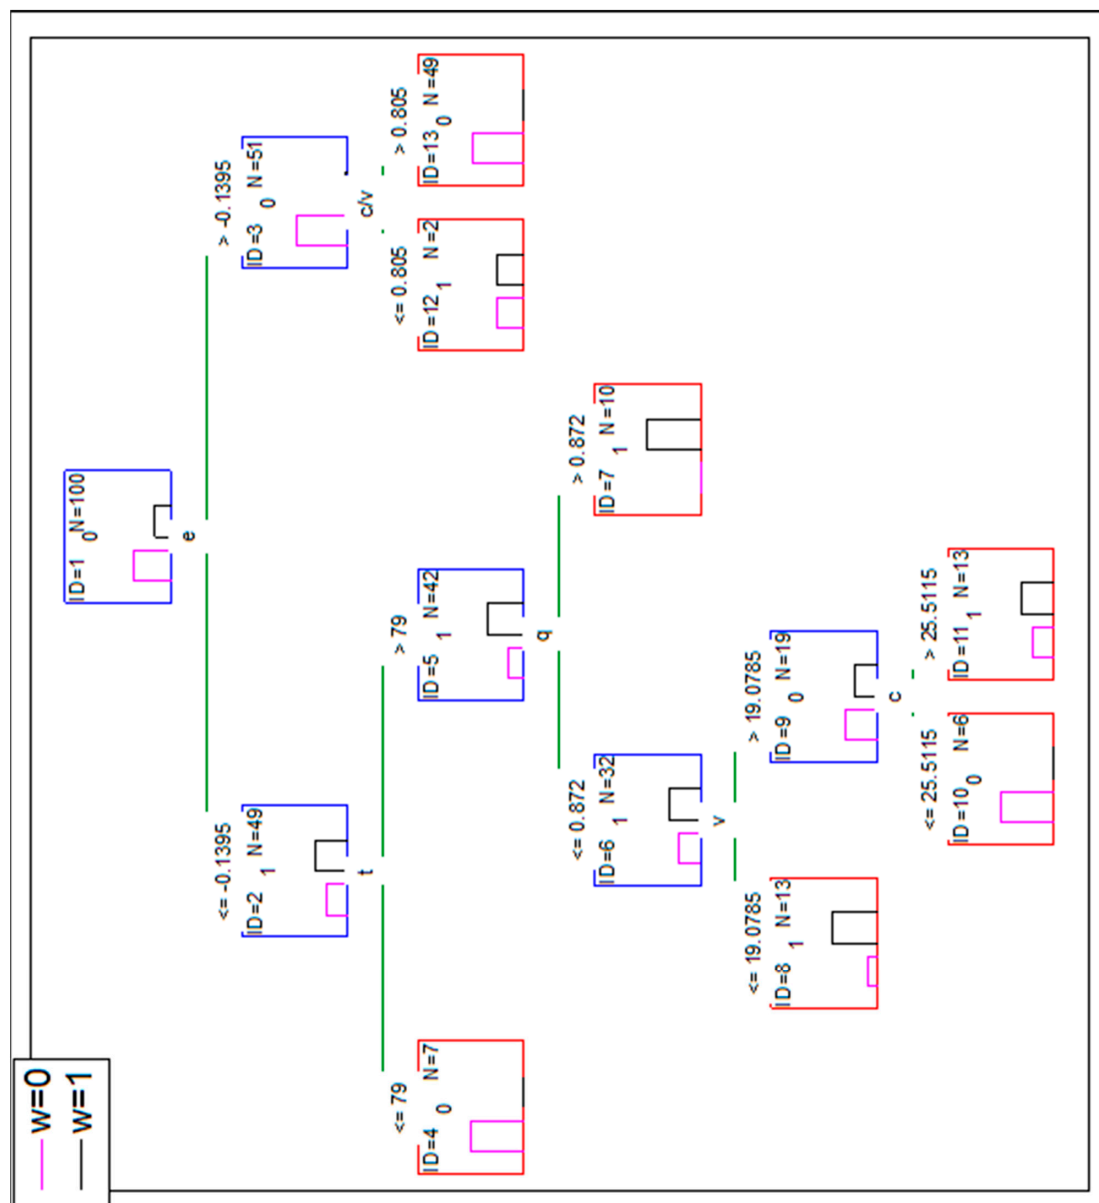 w=0
w=1
ID=1 N=100
0
e
<= -0.1395
> -0.1395
ID=2 N=49
1
t
ID=3 N=51
0
c/v
<= 79
> 79
<= 0.805
> 0.805
ID=4 N=7
0
ID=5 N=42
1
q
ID=12 N=2
1
ID=13 N=49
0
<= 0.872
> 0.872
ID=6 N=32
1
v
ID=7 N=10
1
<= 19.0785
> 19.0785
ID=8 N=13
1
ID=9 N=19
0
c
<= 25.5115
> 25.5115
ID=10 N=6
0
ID=11 N=13
1